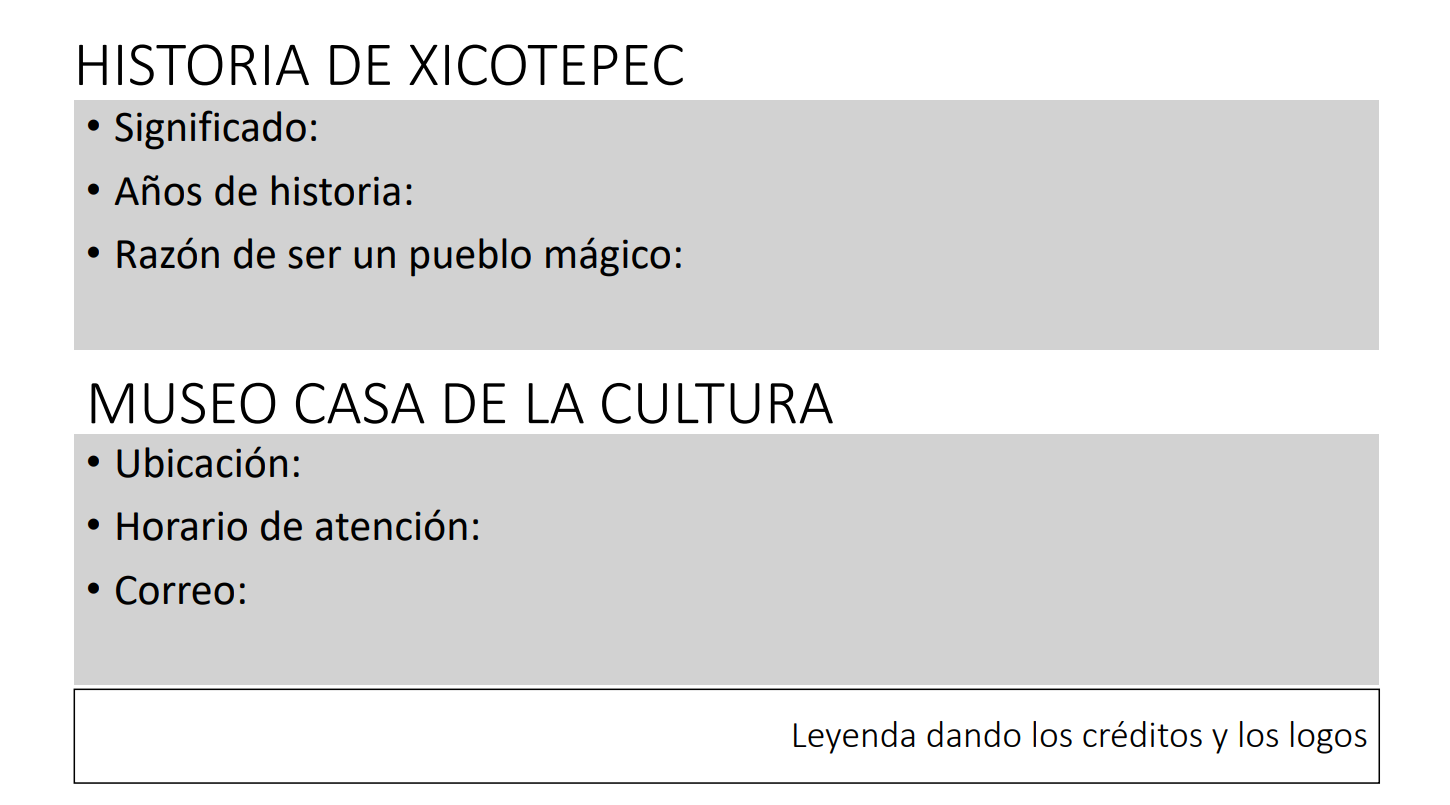 HISTORIA DE XICOTEPEC
• Significado:
• Años de historia:
• Razón de ser un pueblo mágico:
MUSEO CASA DE LA CULTURA
• Ubicación:
• Horario de atención:
• Correo:
Leyenda dando los créditos y los logos